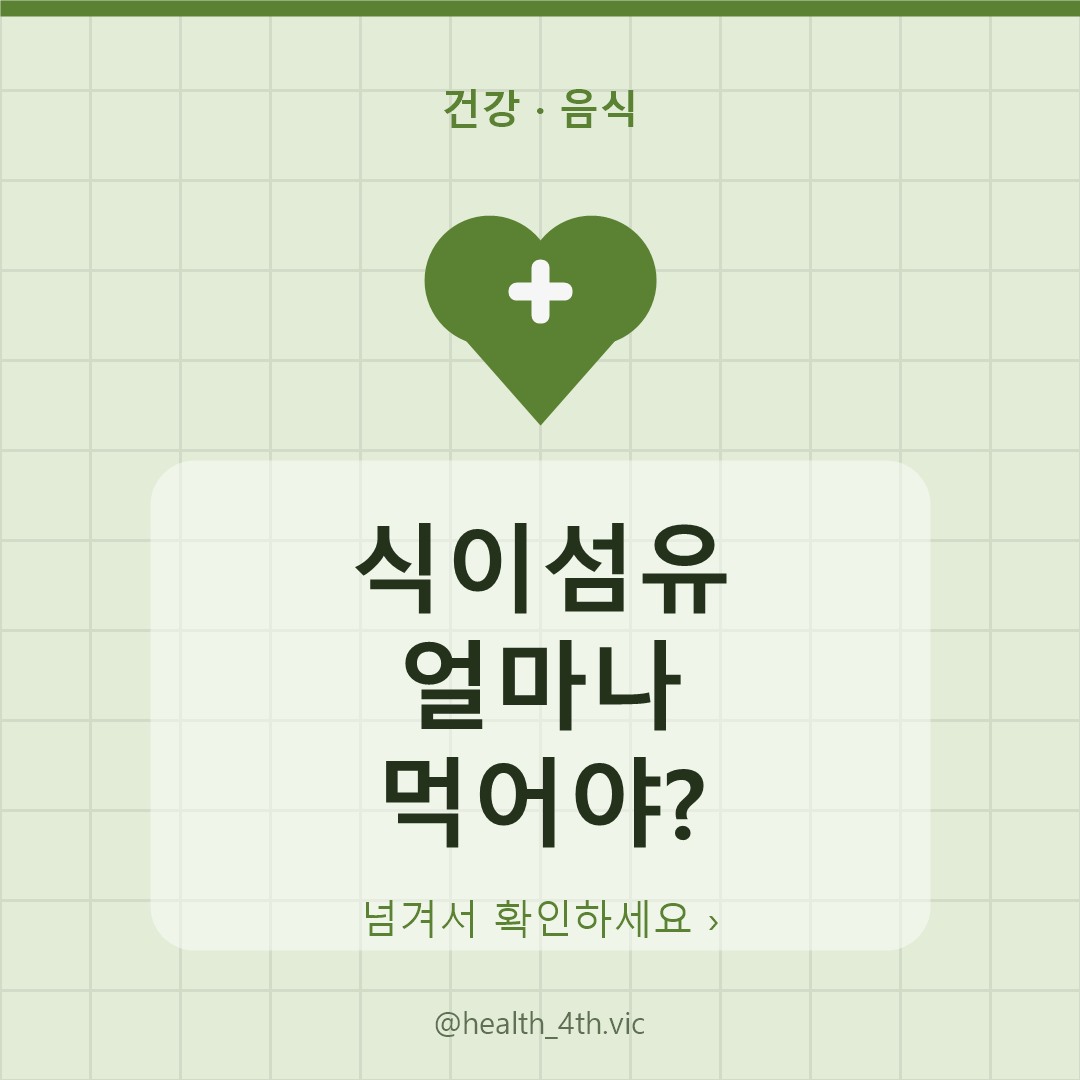 건강 · 음식
식이섬유
얼마나
먹어야?
넘겨서 확인하세요 ›
@health_4th.vic